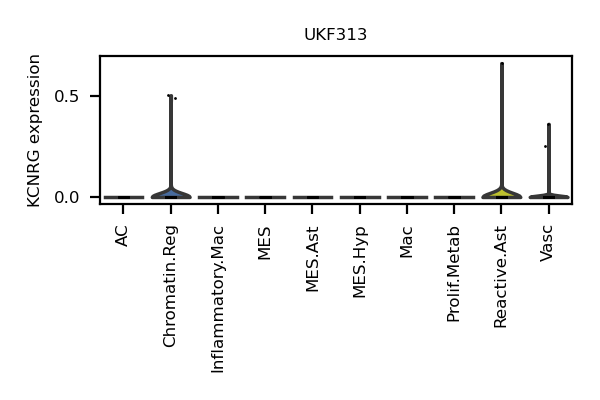 UKF313
KCNRG expression
0.5
0.0
AC
Chromatin.Reg
Inflammatory.Mac
MES
MES.Ast
MES.Hyp
Mac
Prolif.Metab
Reactive.Ast
Vasc